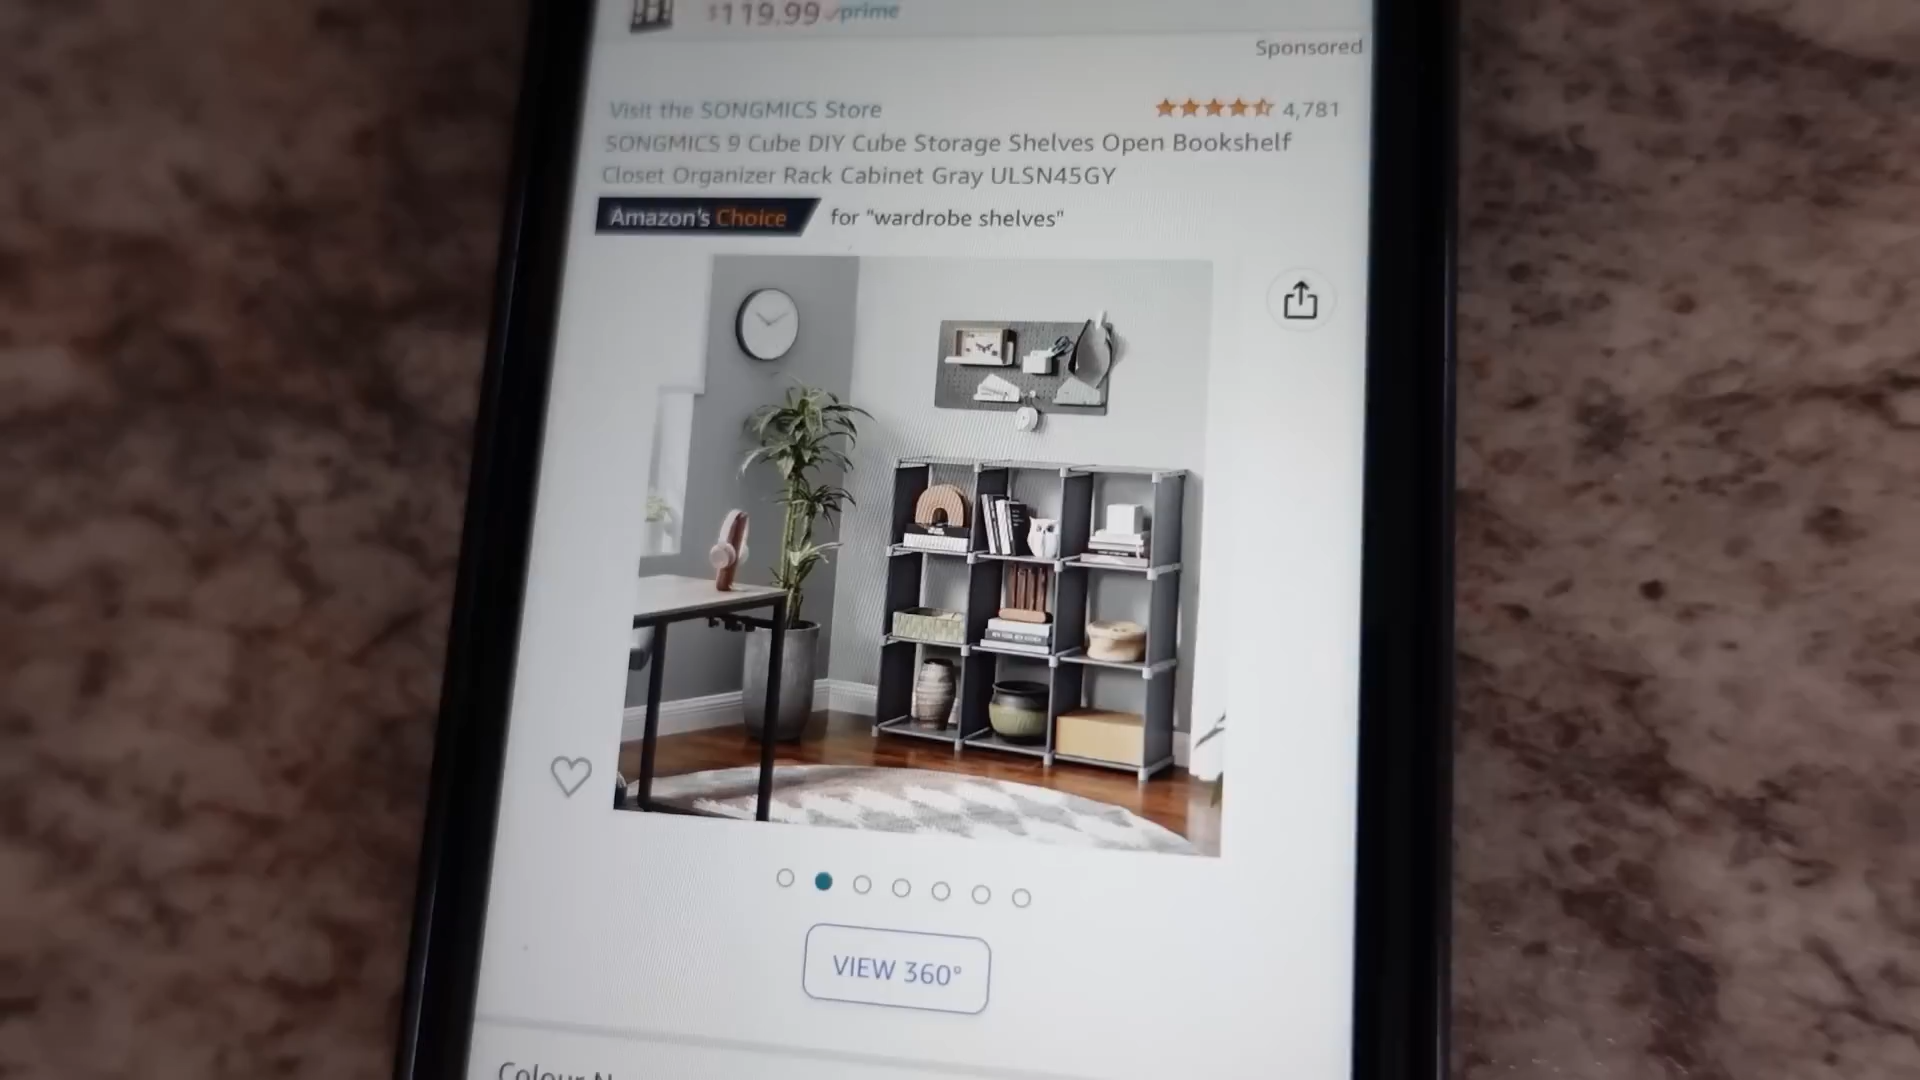 $119.99 prime
Sponsored
Visit the SONGMICS Store
4,781
SONGMICS 9 Cube DIY Cube Storage Shelves Open Bookshelf
Closet Organizer Rack Cabinet Gray ULSN45GY
Amazon's Choice for "wardrobe shelves"
VIEW 360°
Colour